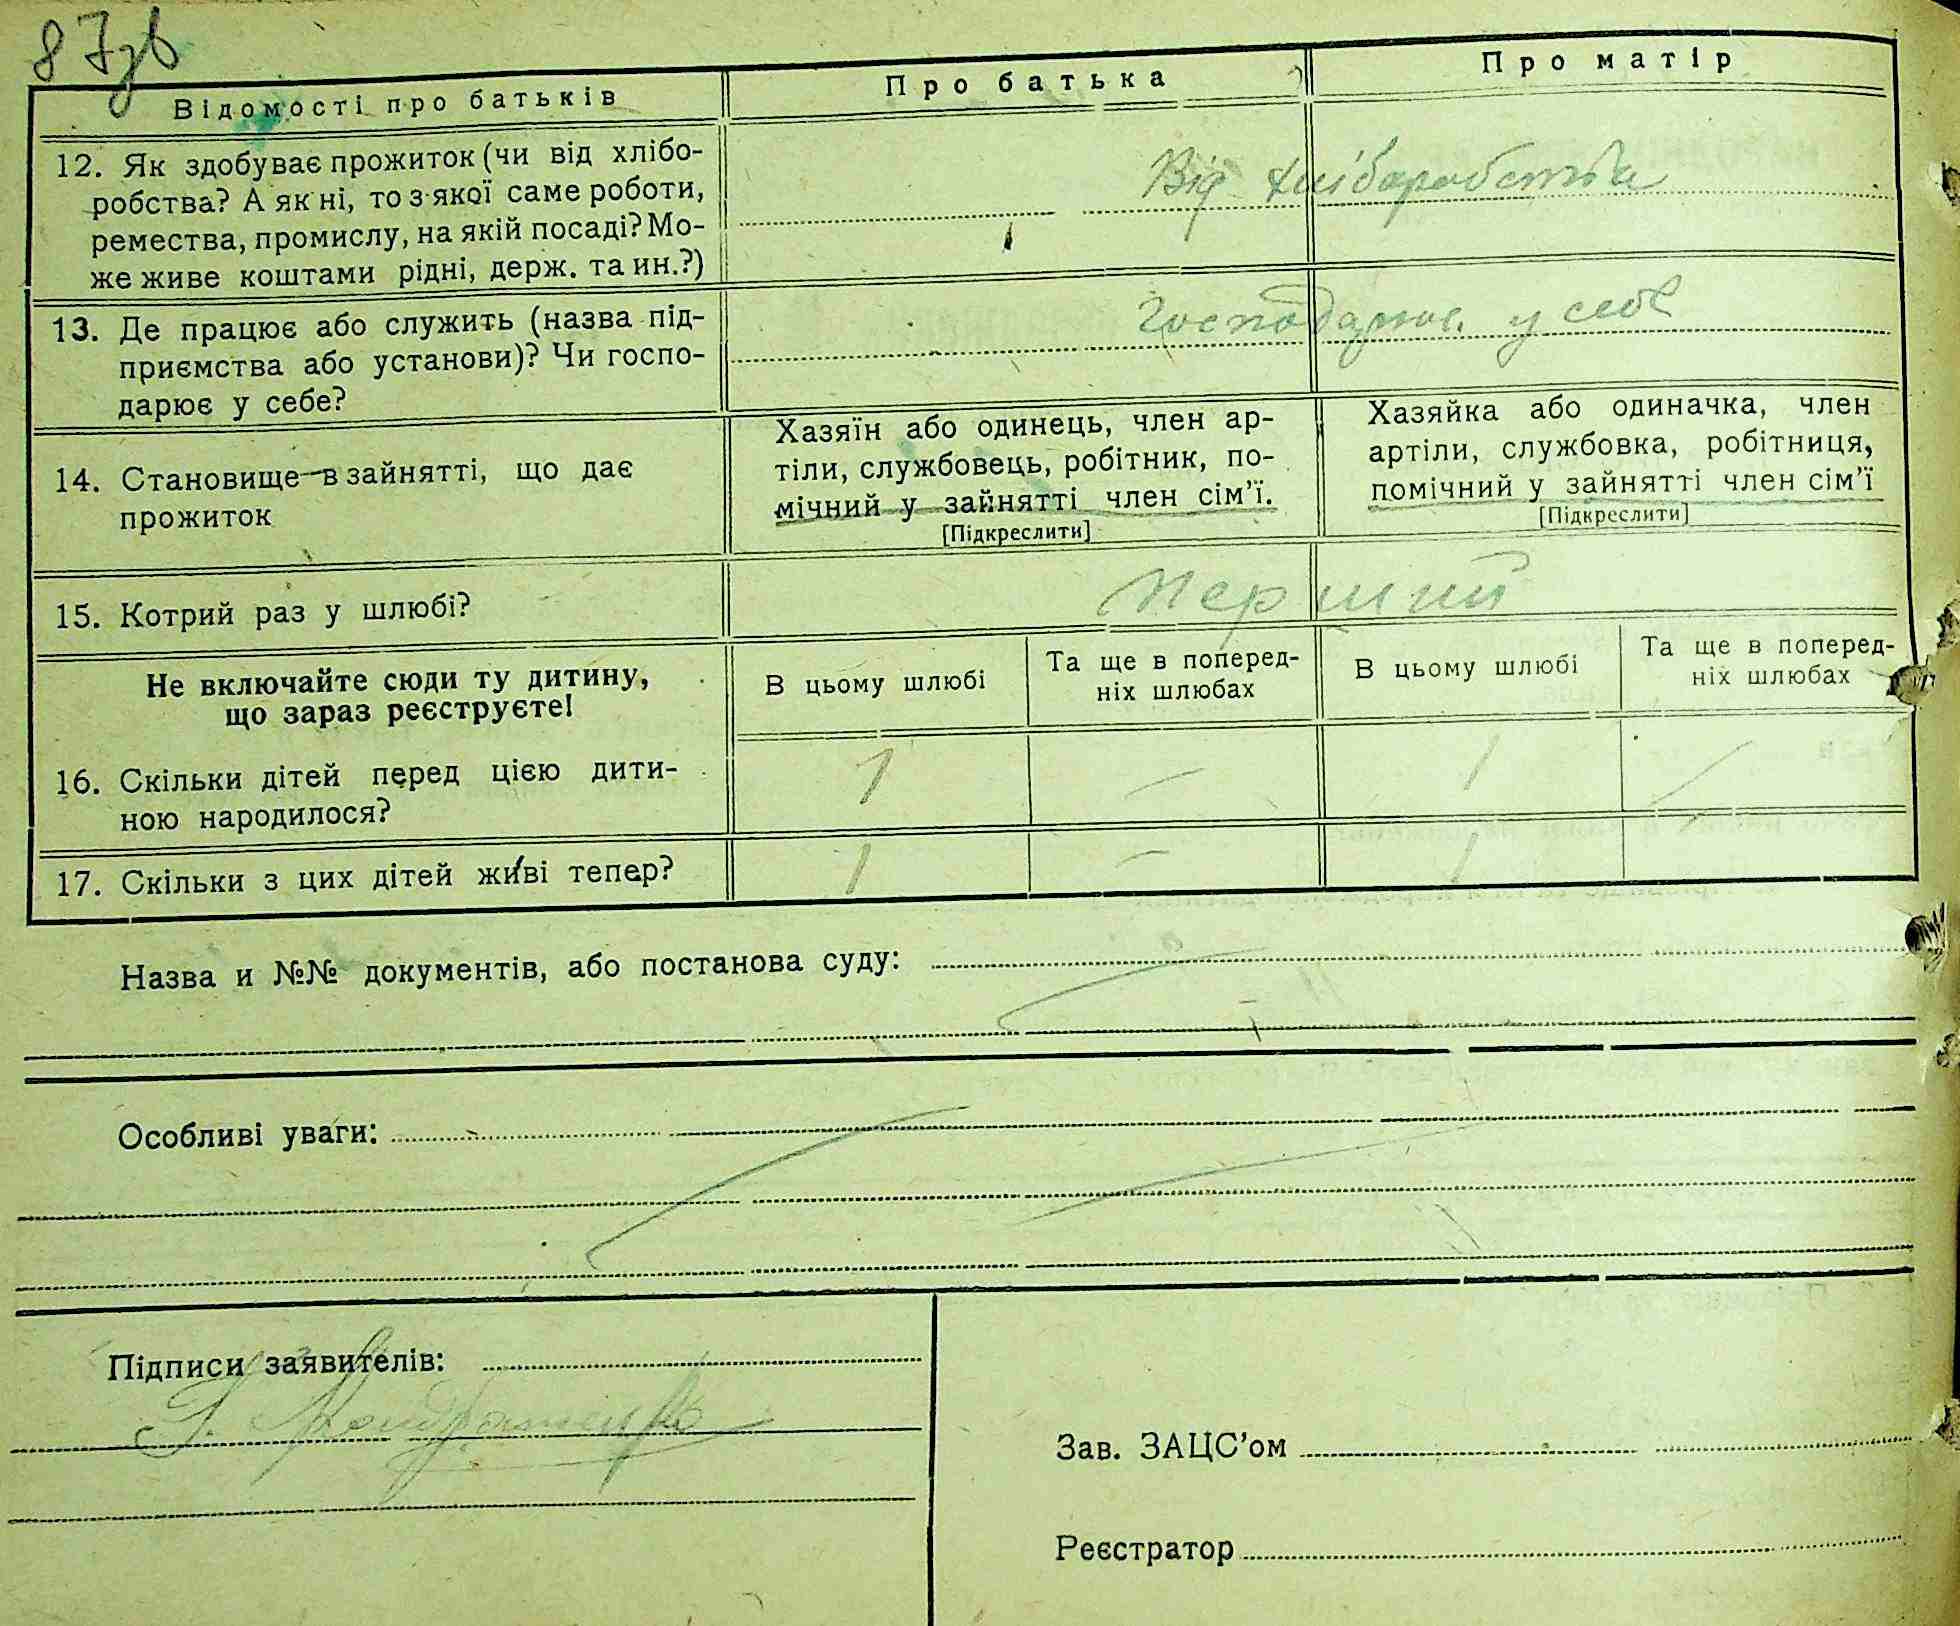 87зв
Відомості про батьків
Про батька
Про матір
12. Як здобуває прожиток (чи від хлібо-
робства? А як ні, то з якої саме роботи,
ремества, промислу, на якій посаді? Мо-
же живе коштами рідні, держ. та ин.?)
Від хліборобства
13. Де працює або служить (назва під-
приємства або установи)? Чи госпо-
дарює у себе?
Господарює у себе
14. Становище в зайнятті, що дає
прожиток
Хазяїн або одинець, член ар-
тіли, службовець, робітник, по-
мічний у зайнятті член сім’ї.
[Підкреслити]
Хазяйка або одиначка, член
артіли, службовка, робітниця,
помічний у зайнятті член сім’ї
[Підкреслити]
15. Котрий раз у шлюбі?
перший
Не включайте сюди ту дитину,
що зараз реєструєте!
В цьому шлюбі
Та ще в поперед-
ніх шлюбах
В цьому шлюбі
Та ще в поперед-
ніх шлюбах
16. Скільки дітей перед цією дити-
ною народилося?
1 — 1 —
17. Скільки з цих дітей живі тепер?
1 — 1 —
Назва и №№ документів, або постанова суду:
Особливі уваги:
Підписи заявителів:
Зав. ЗАЦС’ом
Реєстратор